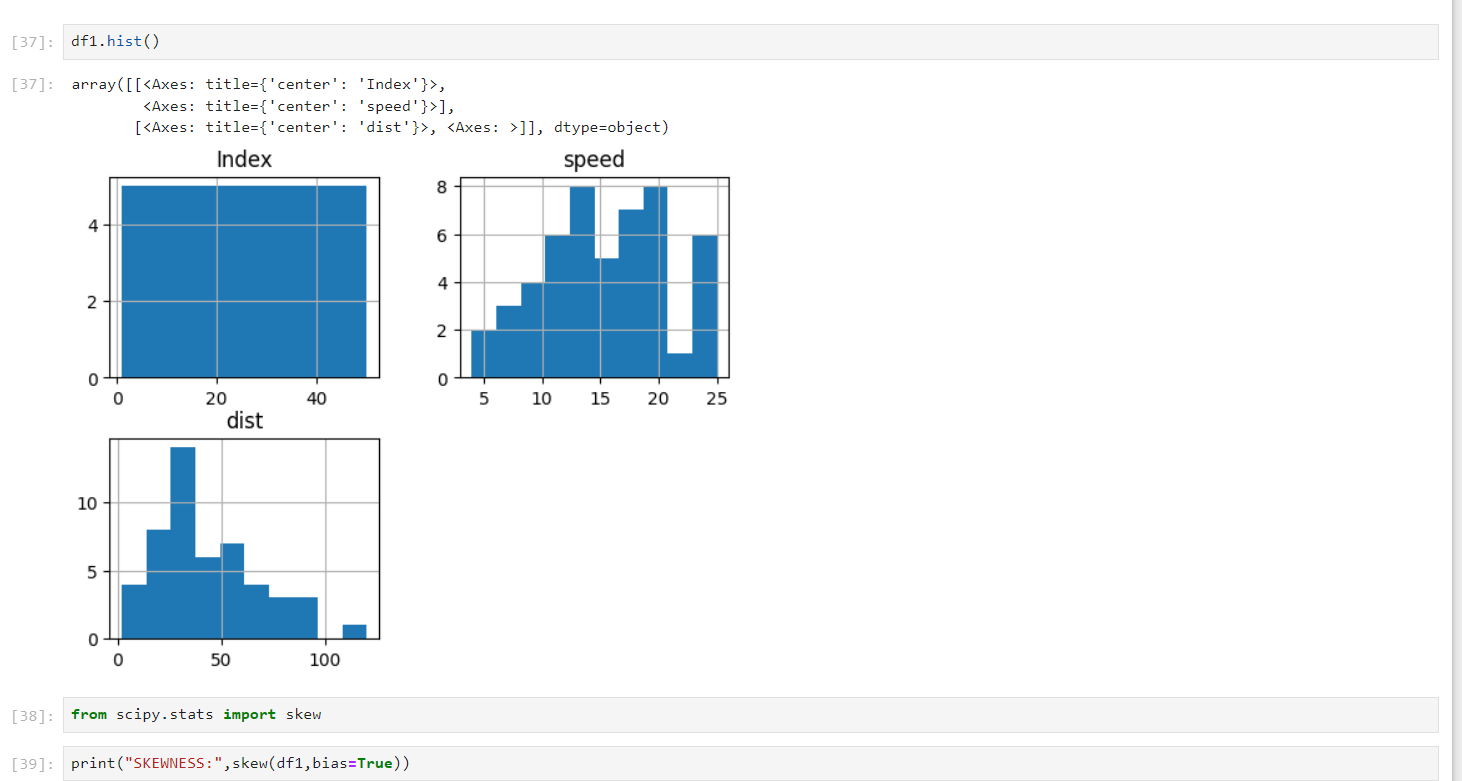 [37]: df1.hist()
[37]: array([[<Axes: title={'center': 'Index'}>,
<Axes: title={'center': 'speed'}>],
[<Axes: title={'center': 'dist'}>, <Axes: >]], dtype=object)
Index
4
2
0
0 20 40
speed
8
6
4
2
0
5 10 15 20 25
dist
10
5
0
0 50 100
[38]: from scipy.stats import skew
[39]: print("SKEWNESS:",skew(df1,bias=True))